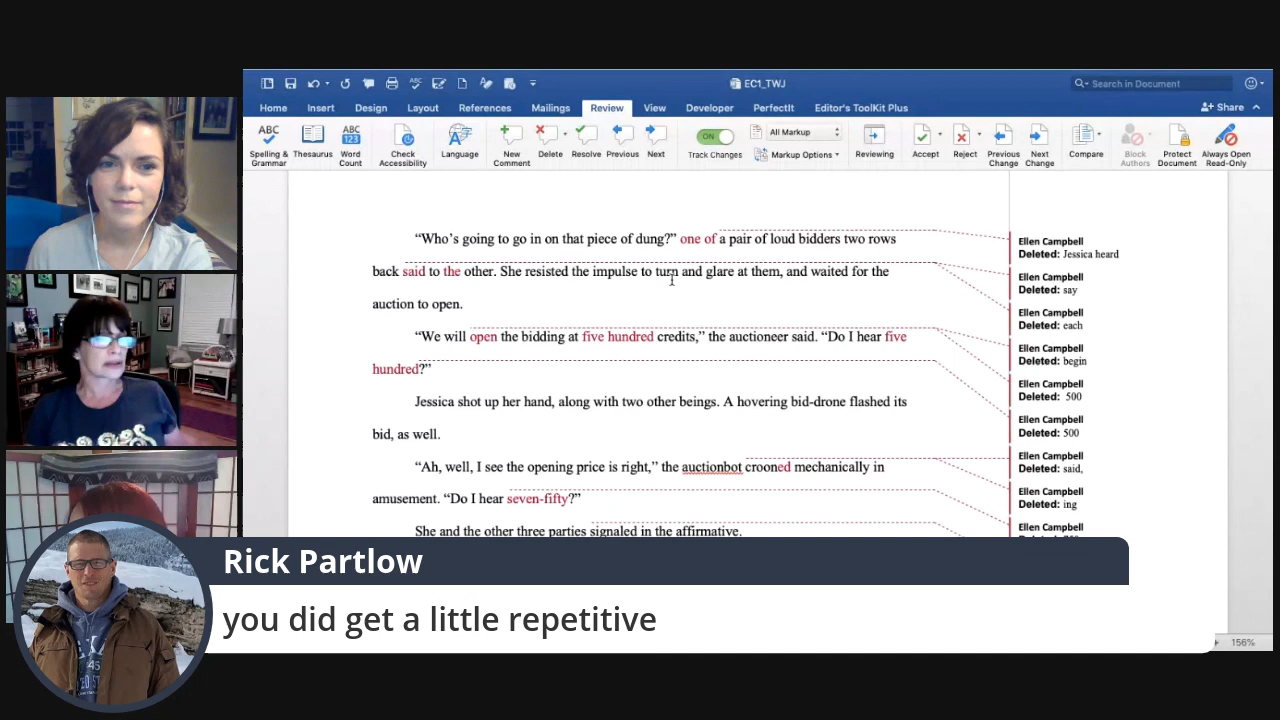 EC1_TWJ
Search in Document
Home Insert Design Layout References Mailings Review View Developer PerfectIt Editor's ToolKit Plus
Share
ABC ABC 123
ON
All Markup
Markup Options
Spelling & Grammar
Thesaurus
Word Count
Check Accessibility
Language
New Comment
Delete
Resolve
Previous
Next
Track Changes
Reviewing
Accept
Reject
Previous Change
Next Change
Compare
Block Authors
Protect Document
Always Open Read-Only
“Who’s going to go in on that piece of dung?” one of a pair of loud bidders two rows
back said to the other. She resisted the impulse to turn and glare at them, and waited for the
auction to open.
“We will open the bidding at five hundred credits,” the auctioneer said. “Do I hear five
hundred?”
Jessica shot up her hand, along with two other beings. A hovering bid-drone flashed its
bid, as well.
“Ah, well, I see the opening price is right,” the auctionbot crooned mechanically in
amusement. “Do I hear seven-fifty?”
She and the other three parties signaled in the affirmative.
Ellen Campbell
Deleted: Jessica heard
Ellen Campbell
Deleted: say
Ellen Campbell
Deleted: each
Ellen Campbell
Deleted: begin
Ellen Campbell
Deleted: 500
Ellen Campbell
Deleted: 500
Ellen Campbell
Deleted: said,
Ellen Campbell
Deleted: ing
Ellen Campbell
156%
Rick Partlow
you did get a little repetitive